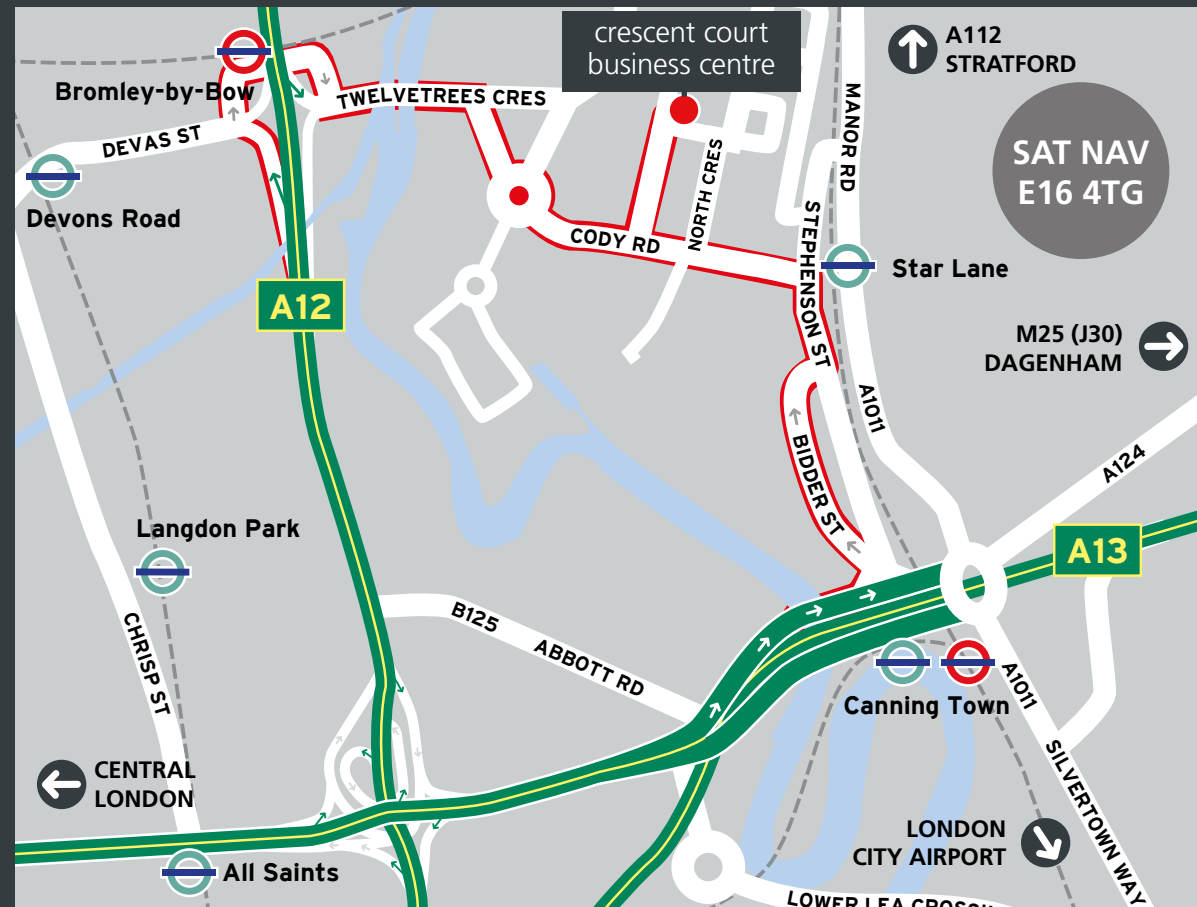 crescent court
business centre
A112
STRATFORD
Bromley-by-Bow
TWELVETREES CRES
MANOR RD
SAT NAV
E16 4TG
DEVAS ST
NORTH CRES
Devons Road
CODY RD
STEPHENSON ST
Star Lane
A12
M25 (J30)
DAGENHAM
A1011
BIDDER ST
A124
Langdon Park
A13
CHRISP ST
B125
ABBOTT RD
A1011
Canning Town
SILVERTOWN WAY
CENTRAL
LONDON
LONDON
CITY AIRPORT
All Saints
LOWER LEA